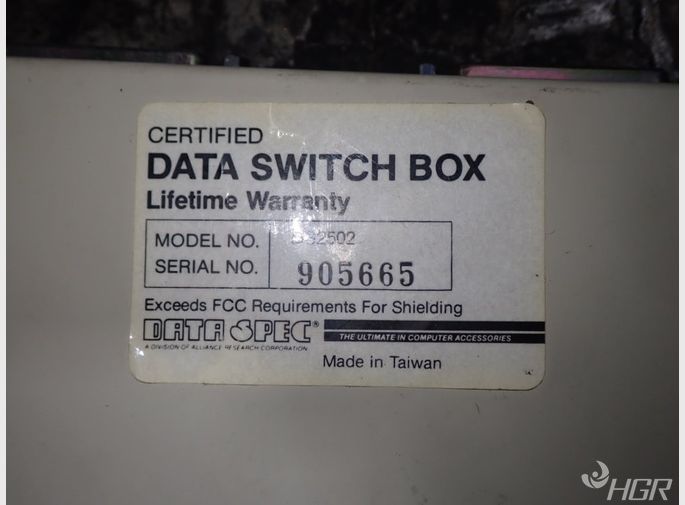 CERTIFIED
DATA SWITCH BOX
Lifetime Warranty
MODEL NO.
SERIAL NO. 905665
Exceeds FCC Requirements For Shielding
DATA SPEC® THE ULTIMATE IN COMPUTER ACCESSORIES
A DIVISION OF ALLIANCE RESEARCH CORPORATION
Made in Taiwan
HGR